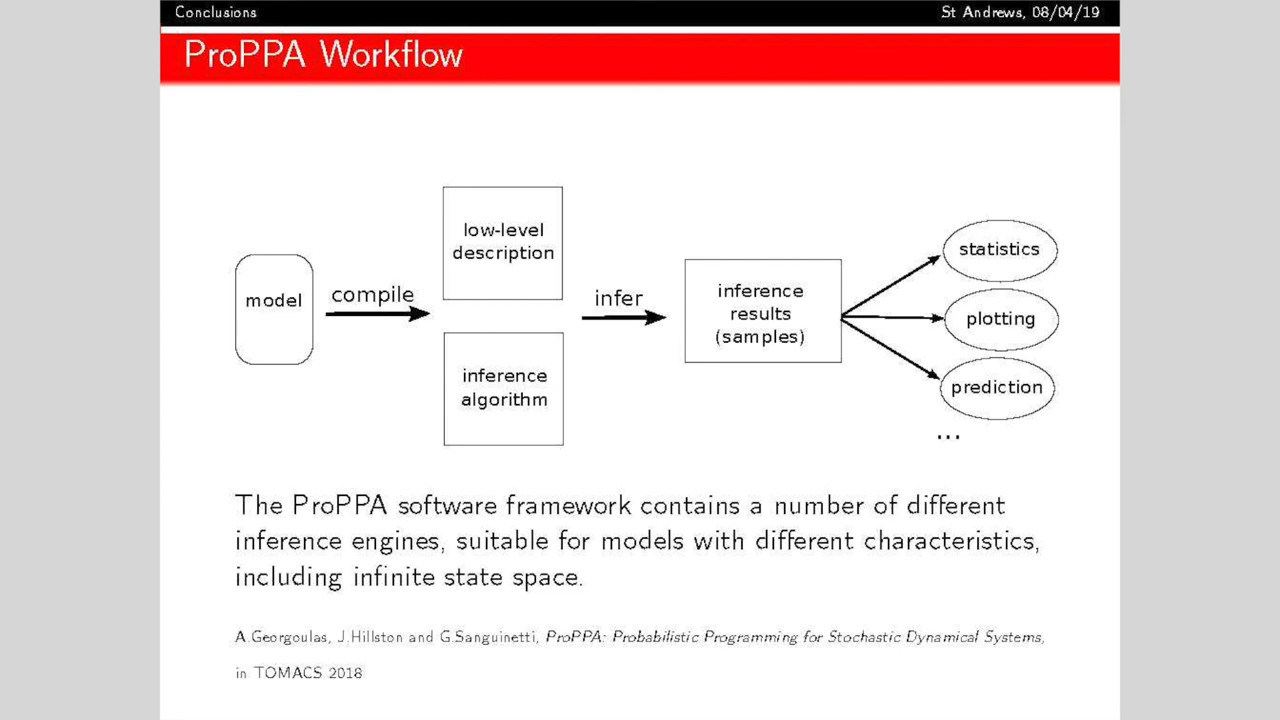 Conclusions
St Andrews, 08/04/19
ProPPA Workflow
model
compile
low-level
description
inference
algorithm
infer
inference
results
(samples)
statistics
plotting
prediction
...
The ProPPA software framework contains a number of different
inference engines, suitable for models with different characteristics,
including infinite state space.
A.Georgoulas, J.Hillston and G.Sanguinetti, ProPPA: Probabilistic Programming for Stochastic Dynamical Systems,
in TOMACS 2018